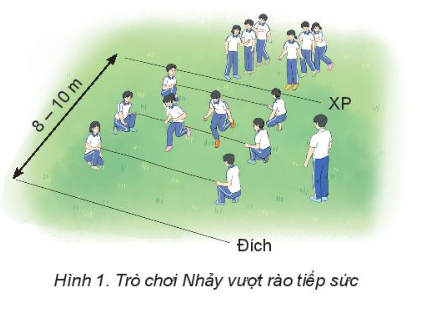 8 – 10 m
XP
Đích
Hình 1. Trò chơi Nhảy vượt rào tiếp sức